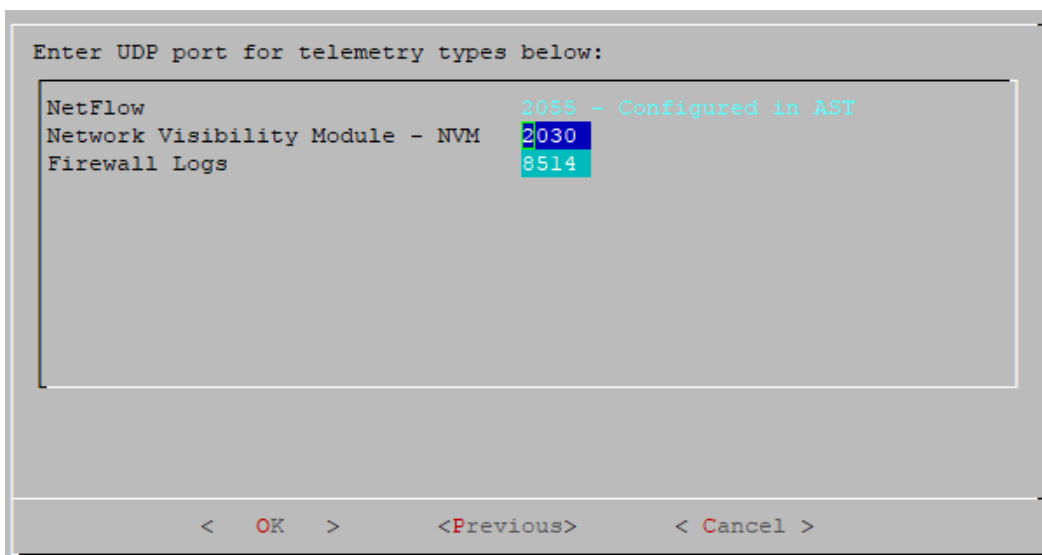 Enter UDP port for telemetry types below:
NetFlow 2055 - Configured in AST
Network Visibility Module - NVM 2030
Firewall Logs 8514
< OK > <Previous> < Cancel >